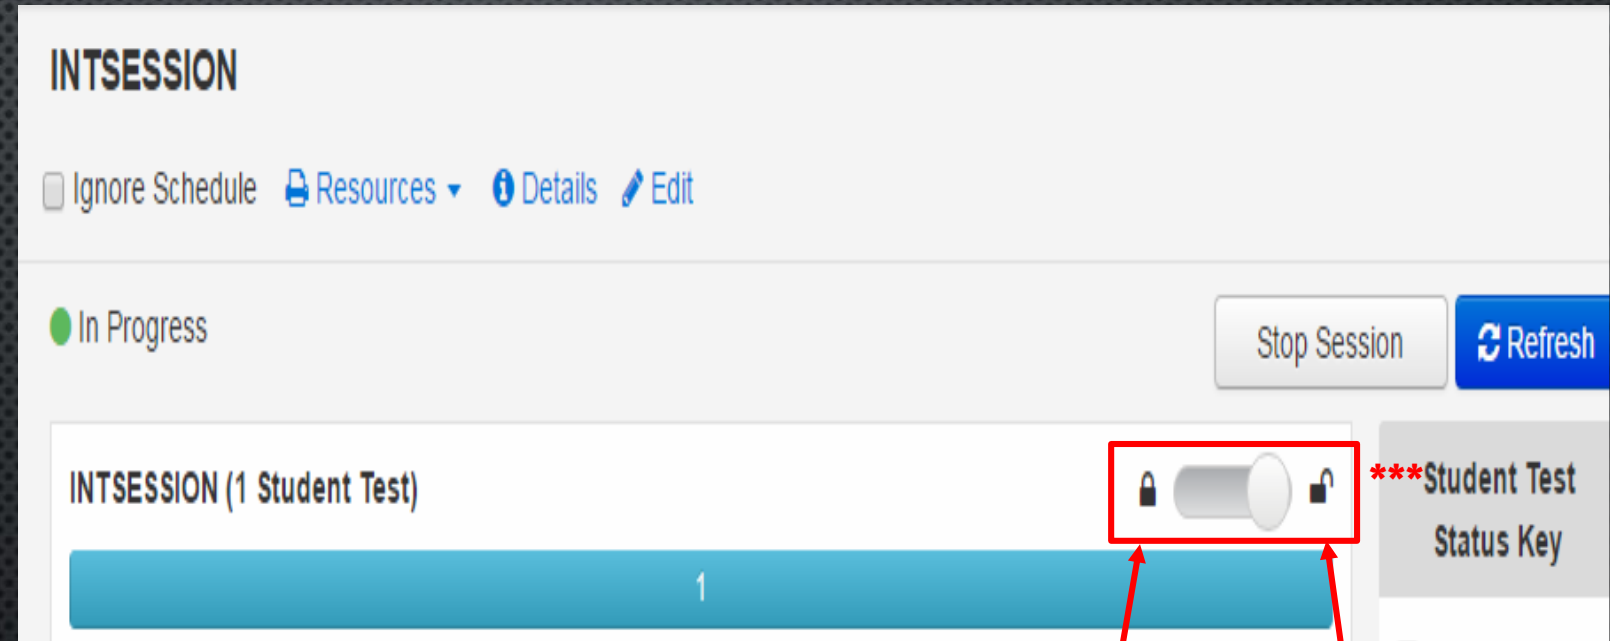 INTSESSION
Ignore Schedule Resources Details Edit
In Progress
Stop Session Refresh
INTSESSION (1 Student Test)
***Student Test
Status Key
1